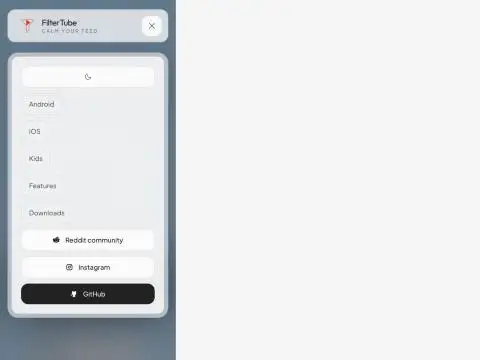 FilterTube
CALM YOUR FEED
Android
iOS
Kids
Features
Downloads
Reddit community
Instagram
GitHub